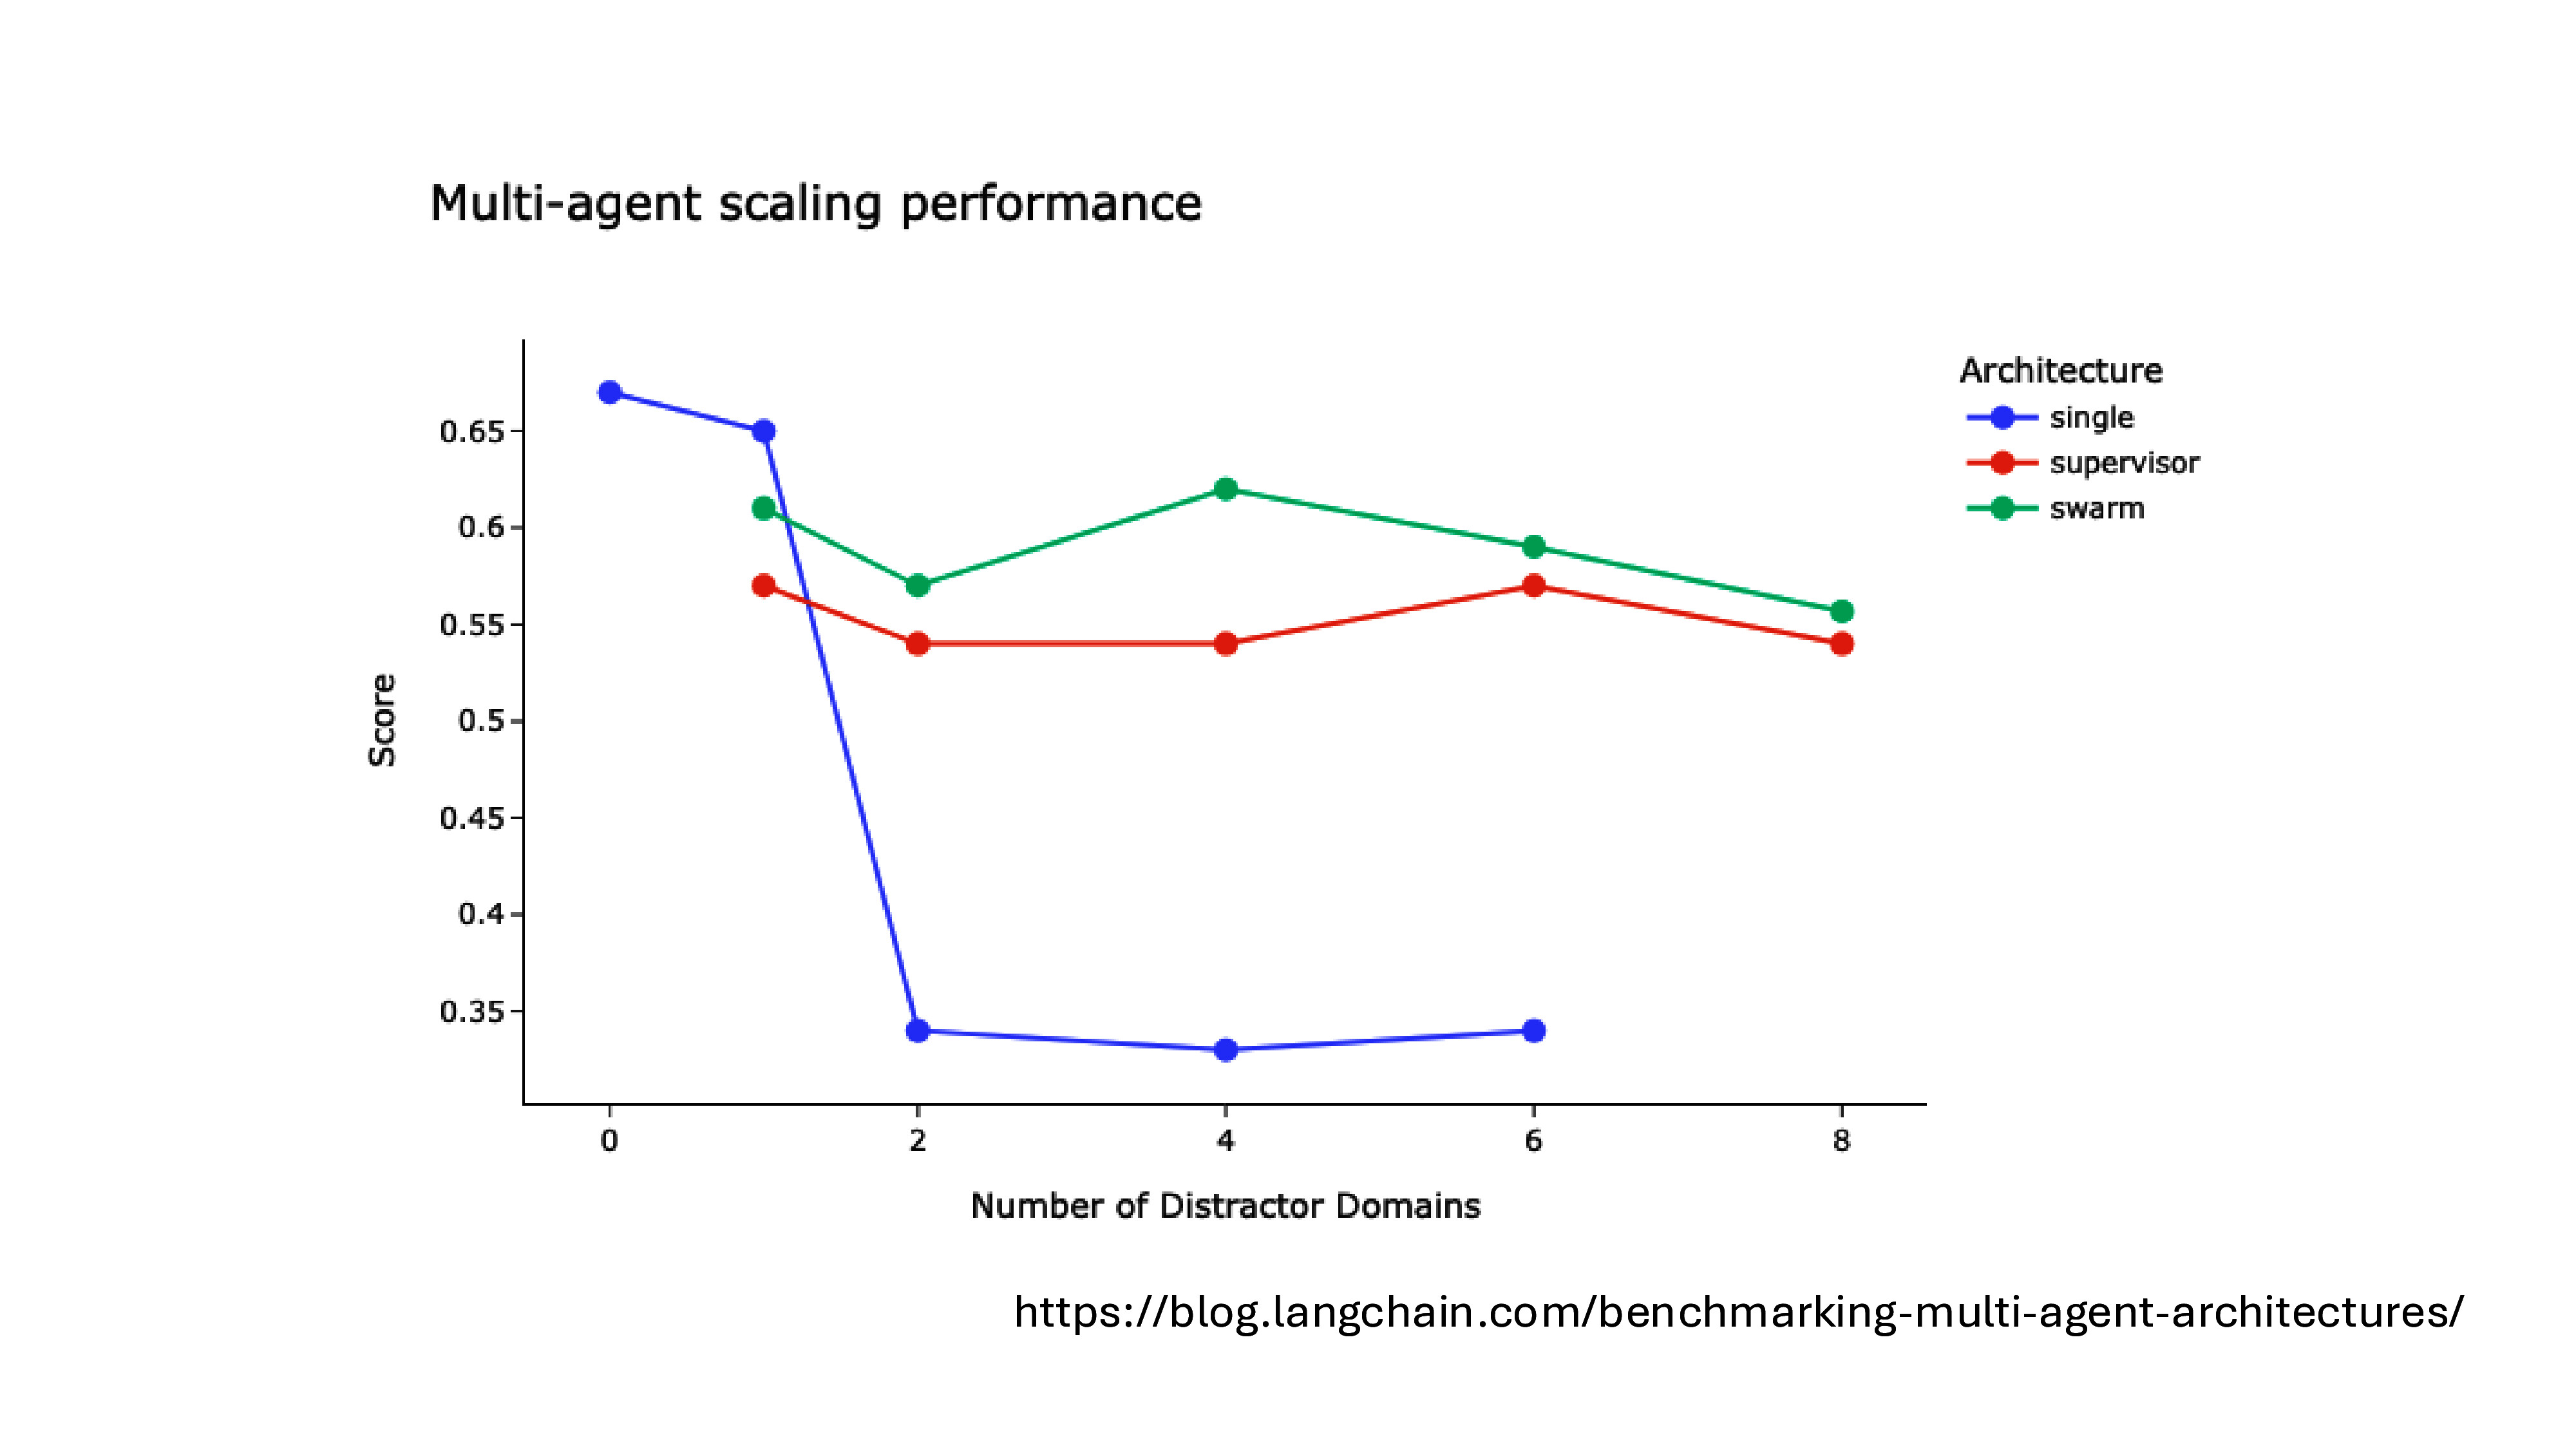 Multi-agent scaling performance
Architecture
single
supervisor
swarm
0.65
0.6
0.55
0.5
0.45
0.4
0.35
Score
0 2 4 6 8
Number of Distractor Domains
https://blog.langchain.com/benchmarking-multi-agent-architectures/